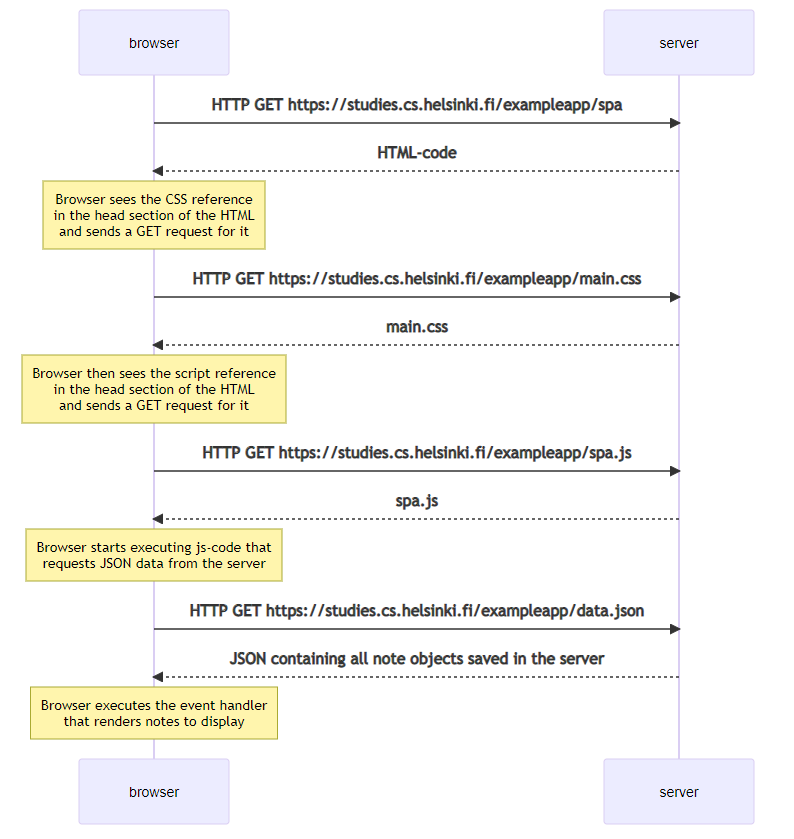 browser
server
HTTP GET https://studies.cs.helsinki.fi/exampleapp/spa
HTML-code
Browser sees the CSS reference
in the head section of the HTML
and sends a GET request for it
HTTP GET https://studies.cs.helsinki.fi/exampleapp/main.css
main.css
Browser then sees the script reference
in the head section of the HTML
and sends a GET request for it
HTTP GET https://studies.cs.helsinki.fi/exampleapp/spa.js
spa.js
Browser starts executing js-code that
requests JSON data from the server
HTTP GET https://studies.cs.helsinki.fi/exampleapp/data.json
JSON containing all note objects saved in the server
Browser executes the event handler
that renders notes to display
browser
server